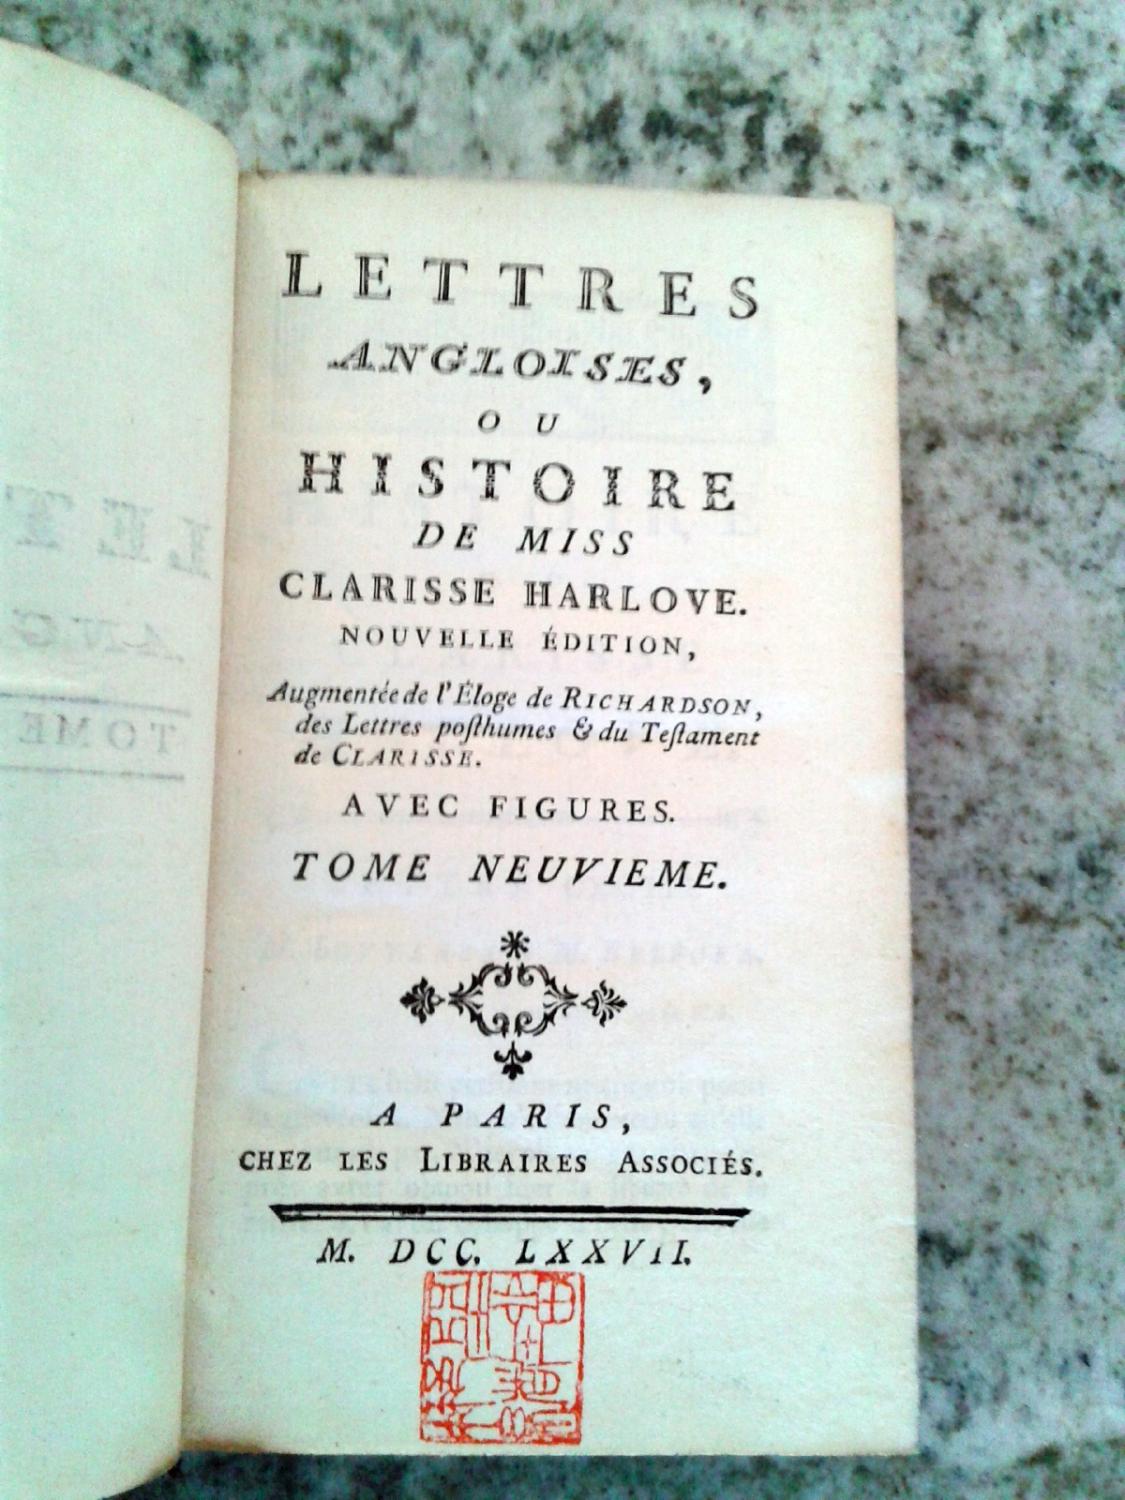 LETTRES
ANGLOISES,
OU
HISTOIRE
DE MISS
CLARISSE HARLOVE.
NOUVELLE ÉDITION,
Augmentée de l'Éloge de RICHARDSON,
des Lettres posthumes & du Testament
de CLARISSE.
AVEC FIGURES.
TOME NEUVIEME.
A PARIS,
CHEZ LES LIBRAIRES ASSOCIÉS.
M. DCC. LXXVII.